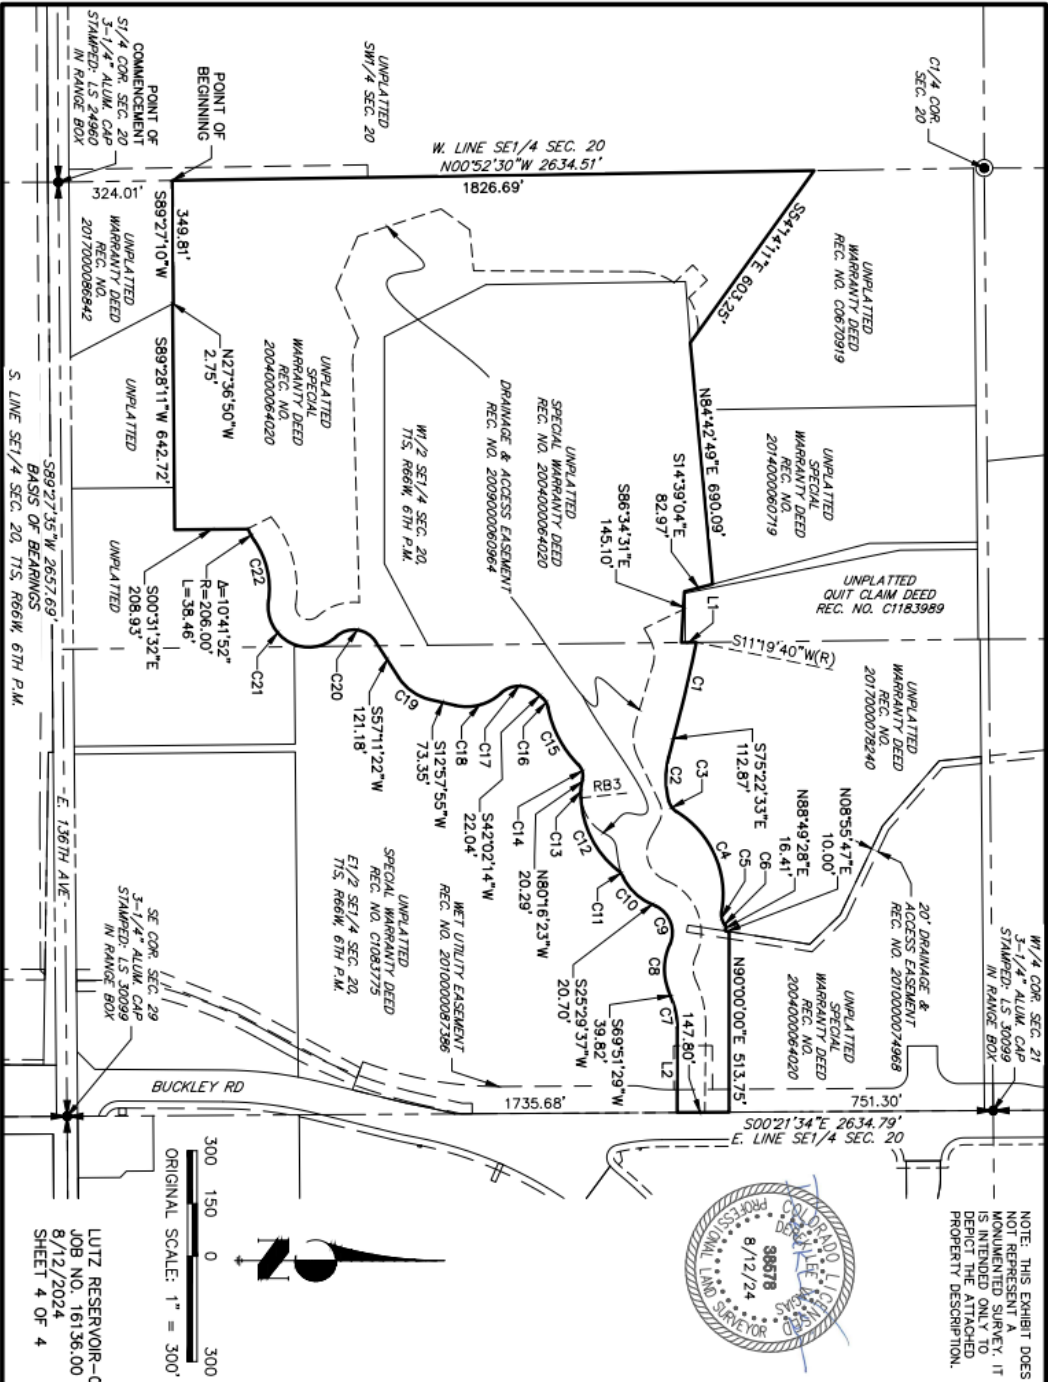 NOTE: THIS EXHIBIT DOES
NOT REPRESENT A
MONUMENTED SURVEY. IT
IS INTENDED ONLY TO
DEPICT THE ATTACHED
PROPERTY DESCRIPTION.
C1/4 COR.
SEC. 20
W1/4 COR. SEC. 21
3-1/4" ALUM. CAP
STAMPED: LS 30099
IN RANGE BOX
UNPLATTED
WARRANTY DEED
REC. NO. C0670919
UNPLATTED
SPECIAL
WARRANTY DEED
REC. NO.
2014000060719
UNPLATTED
QUIT CLAIM DEED
REC. NO. C1183989
UNPLATTED
WARRANTY DEED
REC. NO.
2017000078240
20' DRAINAGE &
ACCESS EASEMENT
REC. NO. 2010000074968
UNPLATTED
SPECIAL
WARRANTY DEED
REC. NO.
2004000064020
751.30'
S00°21'34"E 2634.79'
E. LINE SE1/4 SEC. 20
W. LINE SE1/4 SEC. 20
N00°52'30"W 2634.51'
1826.69'
S54°14'11"E 603.25'
N84°42'49"E 690.09'
S14°39'04"E
82.97'
S86°34'31"E
145.10'
L1
S11°19'40"W(R)
C1
S75°22'33"E
112.87'
C2
C3
C4
C5
C6
N88°49'28"E
16.41'
N08°55'47"E
10.00'
N90°00'00"E 513.75'
147.80'
L2
C7
S69°51'29"W
39.82'
C8
C9
S25°29'37"W
20.70'
C10
C11
C12
RB3
C13
N80°16'23"W
20.29'
C14
C15
S42°02'14"W
22.04'
C16
C17
C18
S12°57'55"W
73.35'
C19
S57°11'22"W
121.18'
C20
C21
Δ=10°41'52"
R=206.00'
L=38.46'
C22
S00°31'32"E
208.93'
S89°28'11"W 642.72'
N27°36'50"W
2.75'
349.81'
S89°27'10"W
324.01'
UNPLATTED
SW1/4 SEC. 20
POINT OF
BEGINNING
POINT OF
COMMENCEMENT
S1/4 COR. SEC. 20
3-1/4" ALUM. CAP
STAMPED: LS 24960
IN RANGE BOX
UNPLATTED
WARRANTY DEED
REC. NO.
2017000086842
UNPLATTED
UNPLATTED
UNPLATTED
SPECIAL
WARRANTY DEED
REC. NO.
2004000064020
W1/2 SE1/4 SEC. 20,
T1S, R66W, 6TH P.M.
UNPLATTED
SPECIAL WARRANTY DEED
REC. NO. 2004000064020
DRAINAGE & ACCESS EASEMENT
REC. NO. 2009000060964
WET UTILITY EASEMENT
REC. NO. 2010000087386
UNPLATTED
SPECIAL WARRANTY DEED
REC. NO. C1083775
E1/2 SE1/4 SEC. 20,
T1S, R66W, 6TH P.M.
1735.68'
BUCKLEY RD
E. 136TH AVE
SE COR. SEC. 29
3-1/4" ALUM. CAP
STAMPED: LS 30099
IN RANGE BOX
S89°27'35"W 2657.69'
BASIS OF BEARINGS
S. LINE SE1/4 SEC. 20, T1S, R66W, 6TH P.M.
COLORADO LICENSED
PROFESSIONAL LAND SURVEYOR
38578
8/12/24
N
300 150 0 300
ORIGINAL SCALE: 1" = 300'
LUTZ RESERVOIR-
JOB NO. 16136.00
8/12/2024
SHEET 4 OF 4